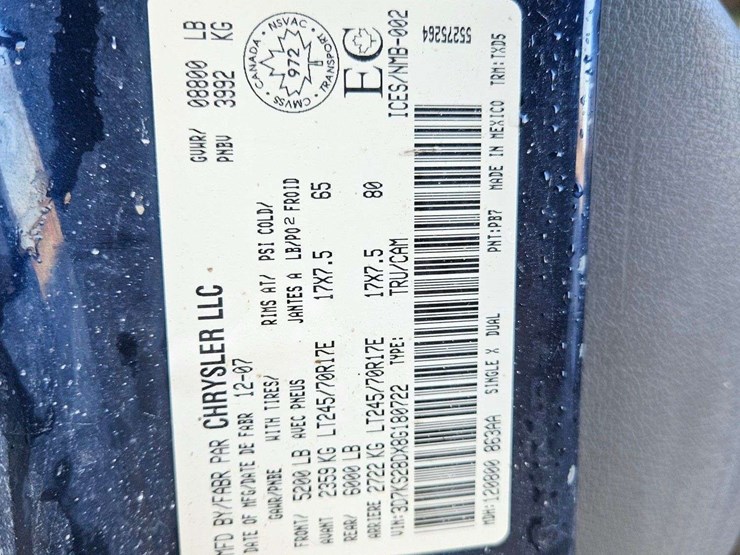 MFD BY/FABR PAR CHRYSLER LLC
DATE OF MFG/DATE DE FABR 12-07
GVWR/ 08800 LB
PNBV 3992 KG
GAWR/PNBE WITH TIRES/ RIMS AT/ PSI COLD/
AVEC PNEUS JANTES A LB/PO2 FROID
FRONT/ 5200 LB
AVANT 2359 KG LT245/70R17E 17X7.5 65
REAR/ 6000 LB
ARRIERE 2722 KG LT245/70R17E 17X7.5 80
VIN:3D7KS28DX8G180722 TYPE: TRU/CAM
CANADA · NSVAC · TRANSPORT · CMVSS
972
EC
ICES/NMB-002
MDH:120800 863AA SINGLE X DUAL PNT:PB7 MADE IN MEXICO TRM:TXD5
55275264